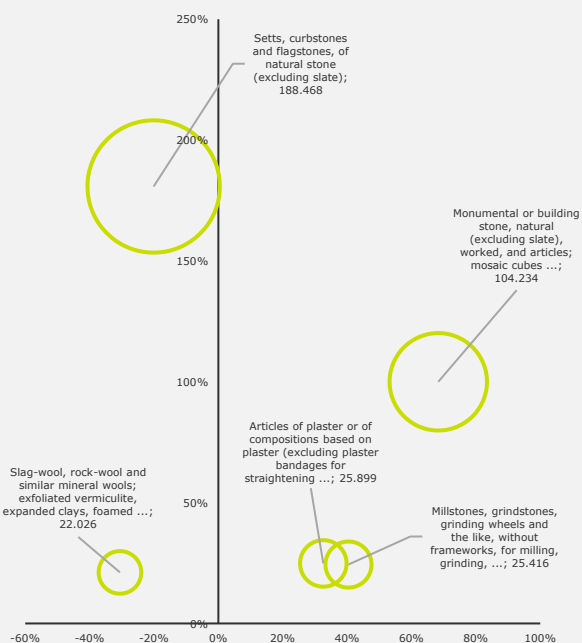 250%
Setts, curbstones
and flagstones, of
natural stone
(excluding slate);
188.468
200%
Monumental or building
stone, natural
(excluding slate),
worked, and articles;
mosaic cubes ...;
104.234
150%
100%
Articles of plaster or of
compositions based on
plaster (excluding plaster
bandages for
straightening ...; 25.899
Slag-wool, rock-wool and
similar mineral wools;
exfoliated vermiculite,
expanded clays, foamed ...;
22.026
50%
Millstones, grindstones,
grinding wheels and
the like, without
frameworks, for milling,
grinding, ...; 25.416
0%
-60% -40% -20% 0% 20% 40% 60% 80% 100%